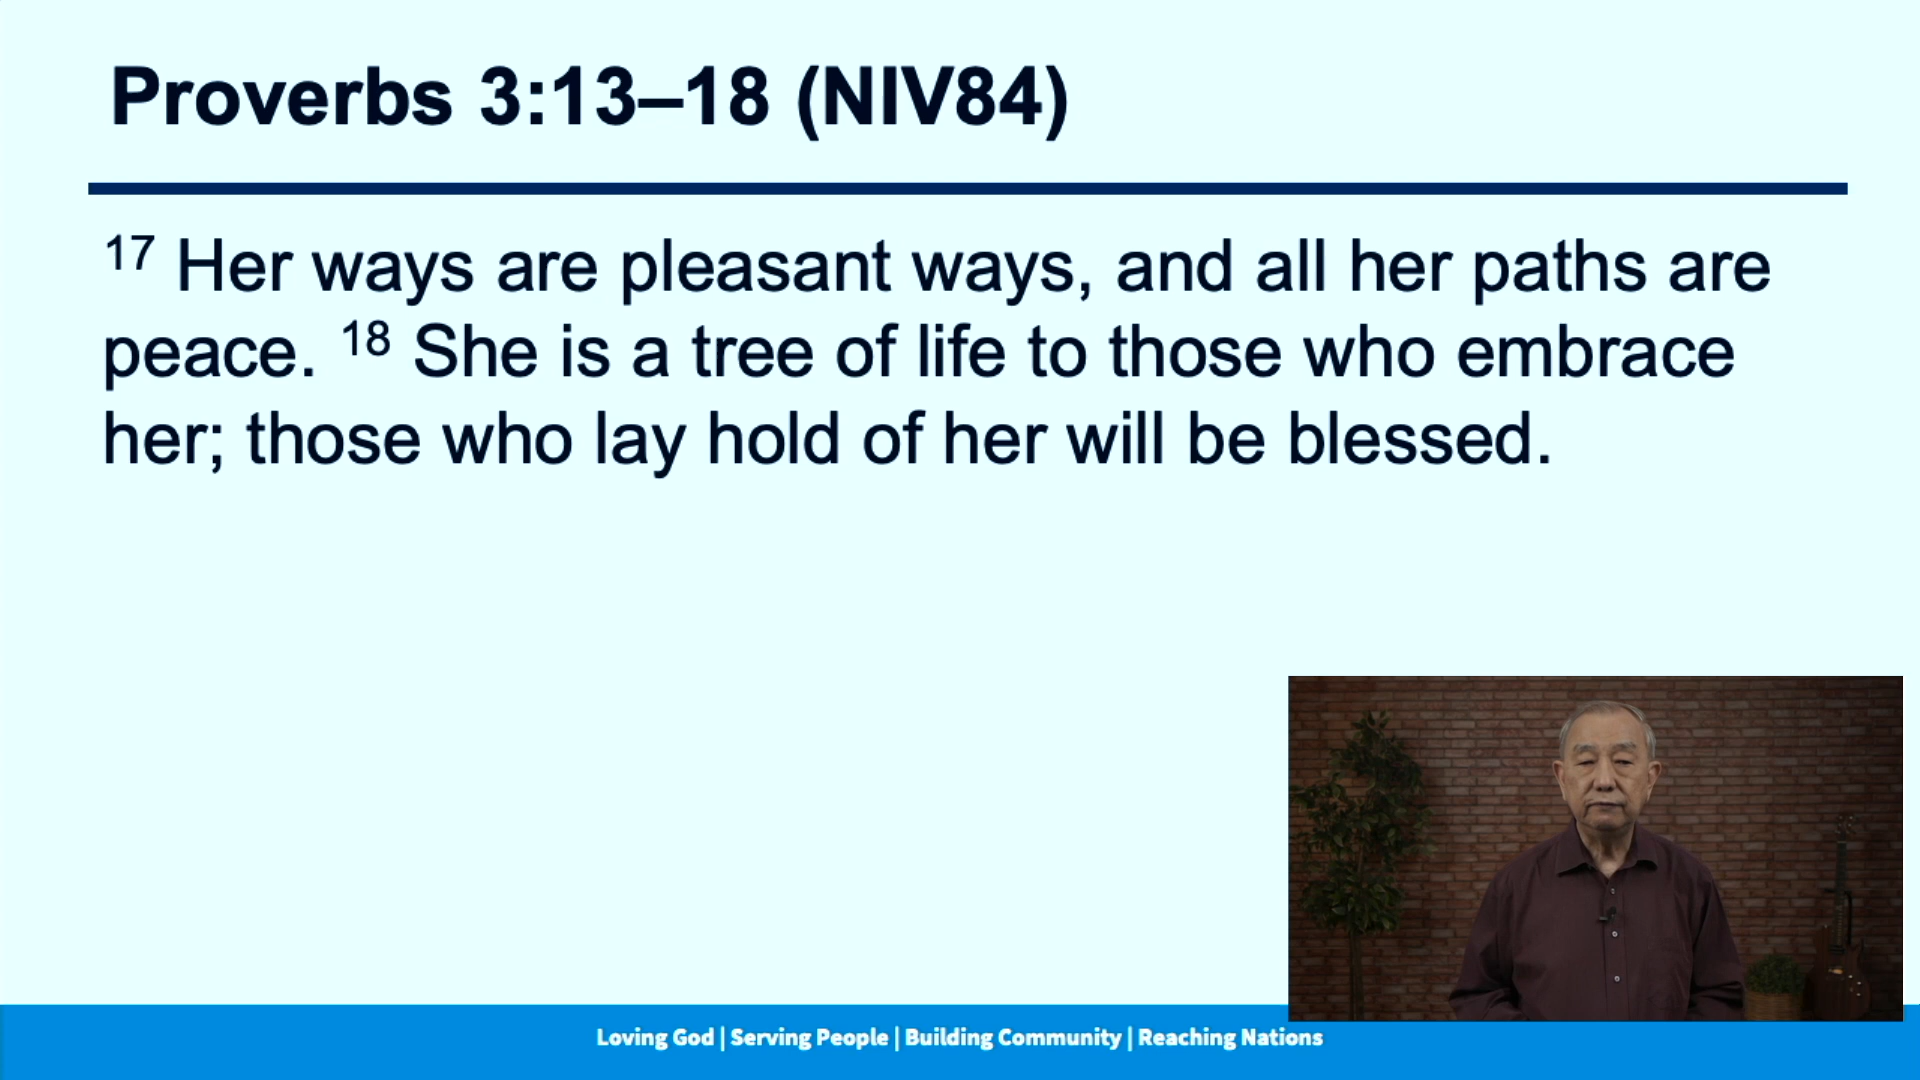 Proverbs 3:13–18 (NIV84)
17 Her ways are pleasant ways, and all her paths are
peace. 18 She is a tree of life to those who embrace
her; those who lay hold of her will be blessed.
Loving God | Serving People | Building Community | Reaching Nations